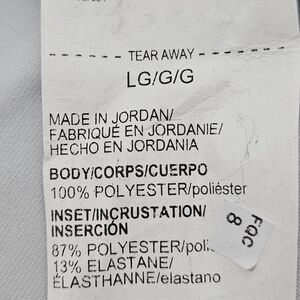 - - - - - TEAR AWAY - - - - -
LG/G/G
MADE IN JORDAN/
FABRIQUÉ EN JORDANIE/
HECHO EN JORDANIA
BODY/CORPS/CUERPO
100% POLYESTER/poliéster
INSET/INCRUSTATION/
INSERCIÓN
87% POLYESTER/poli
13% ELASTANE/
ÉLASTHANNE/elastano
FQC
8